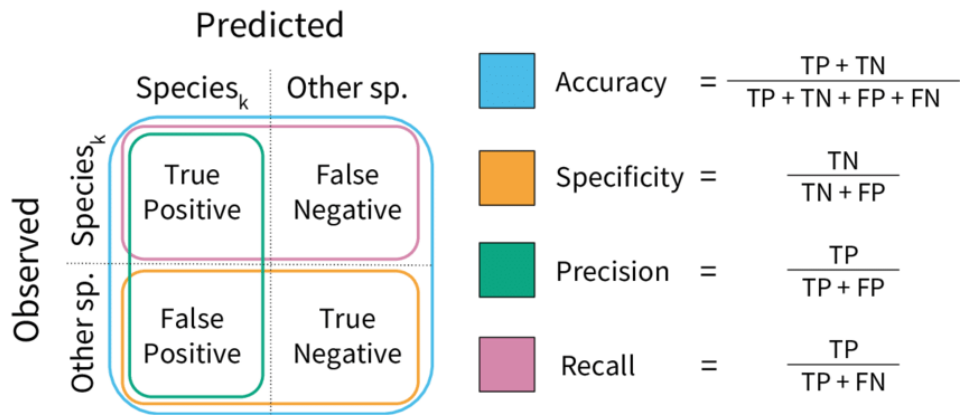 Predicted
Species_k Other sp.
Observed
Species_k
True
Positive
False
Negative
Other sp.
False
Positive
True
Negative
Accuracy = TP + TN
TP + TN + FP + FN
Specificity = TN
TN + FP
Precision = TP
TP + FP
Recall = TP
TP + FN